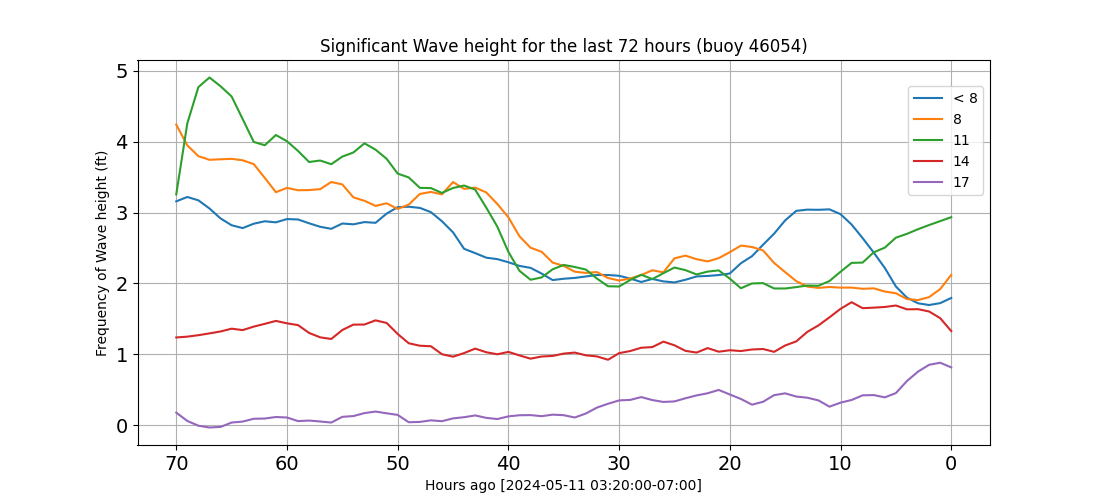 Significant Wave height for the last 72 hours (buoy 46054)
Frequency of Wave height (ft)
5
4
3
2
1
0
< 8
8
11
14
17
70 60 50 40 30 20 10 0
Hours ago [2024-05-11 03:20:00-07:00]